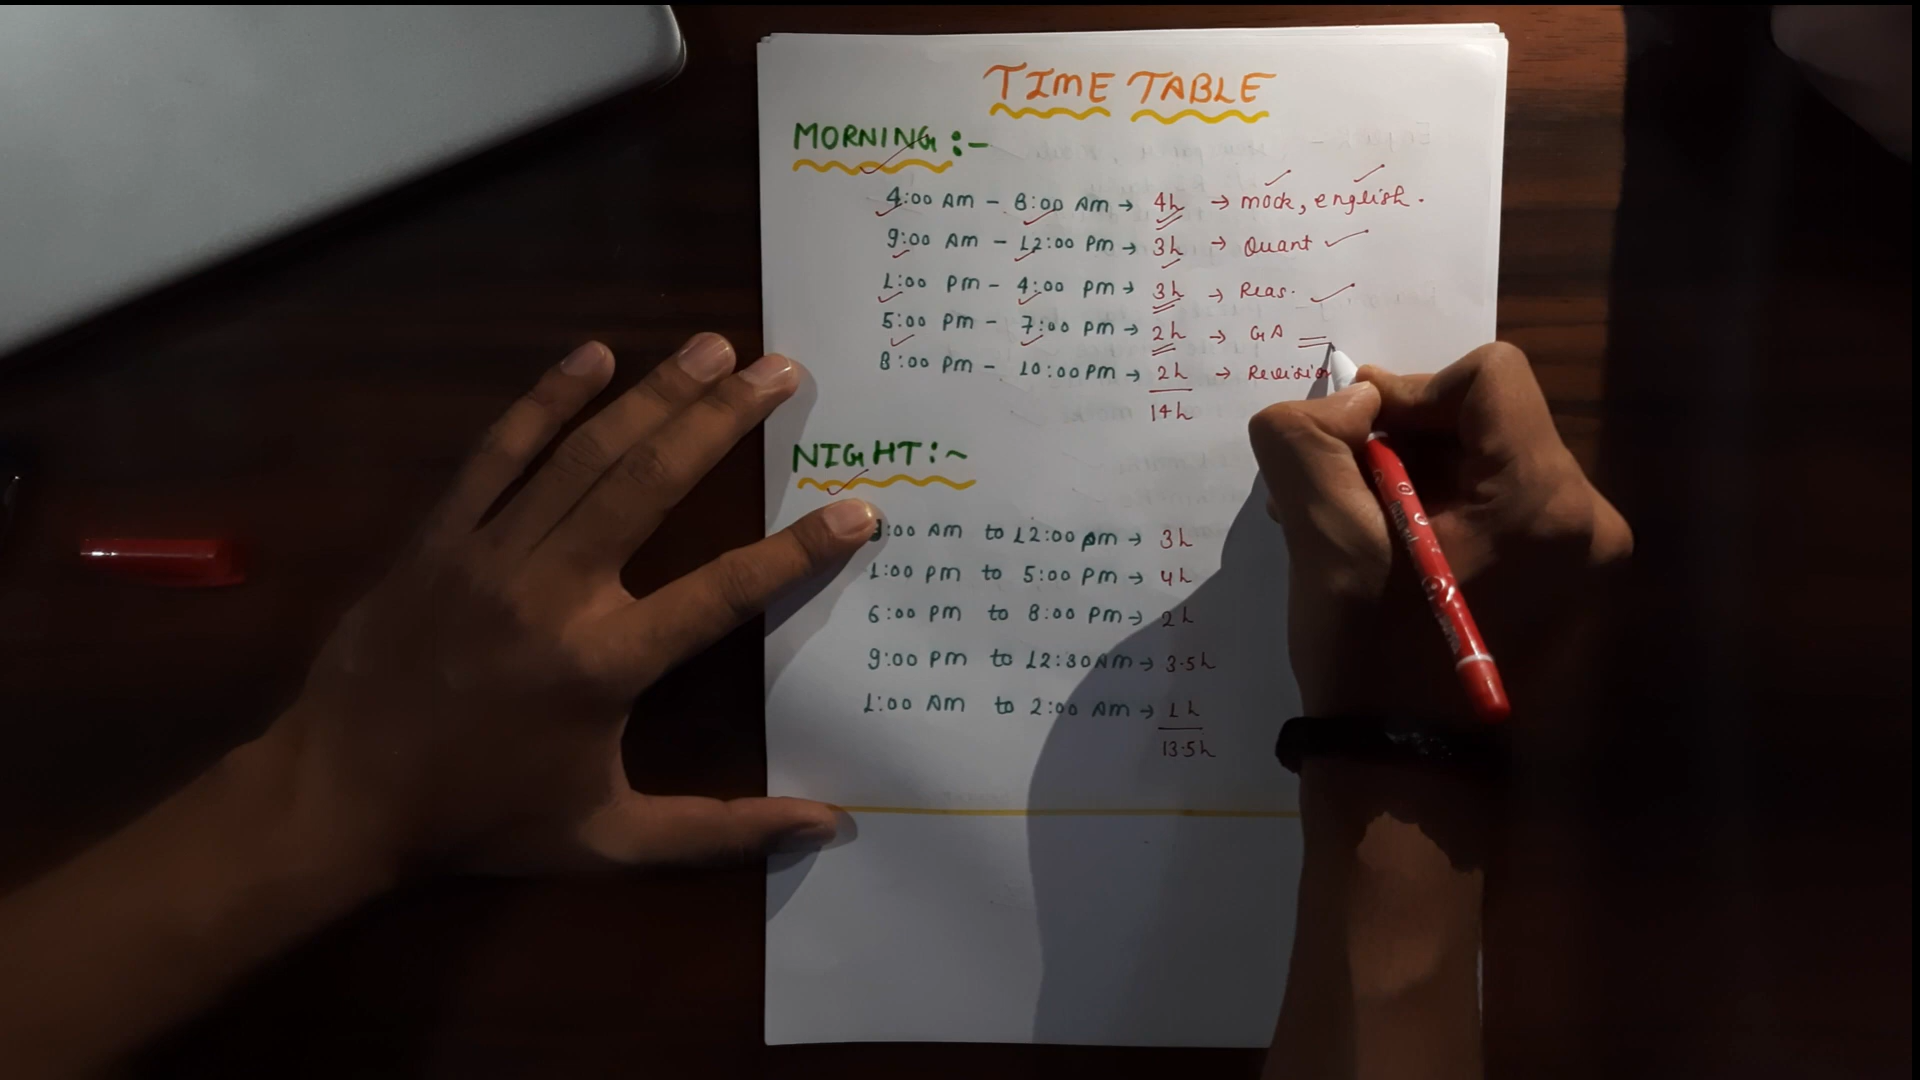 TIME TABLE
MORNING:-
4:00 AM - 8:00 AM → 4h → mock, english.
9:00 AM - 12:00 PM → 3h → Quant
1:00 PM - 4:00 PM → 3h → Reas.
5:00 PM - 7:00 PM → 2h → GA
8:00 PM - 10:00 PM → 2h → Revision
14h
NIGHT:~
:00 AM to 12:00 pm → 3h
1:00 PM to 5:00 PM → 4h
6:00 PM to 8:00 PM → 2h
9:00 PM to 12:30 AM → 3.5h
1:00 AM to 2:00 AM → 1h
13.5h